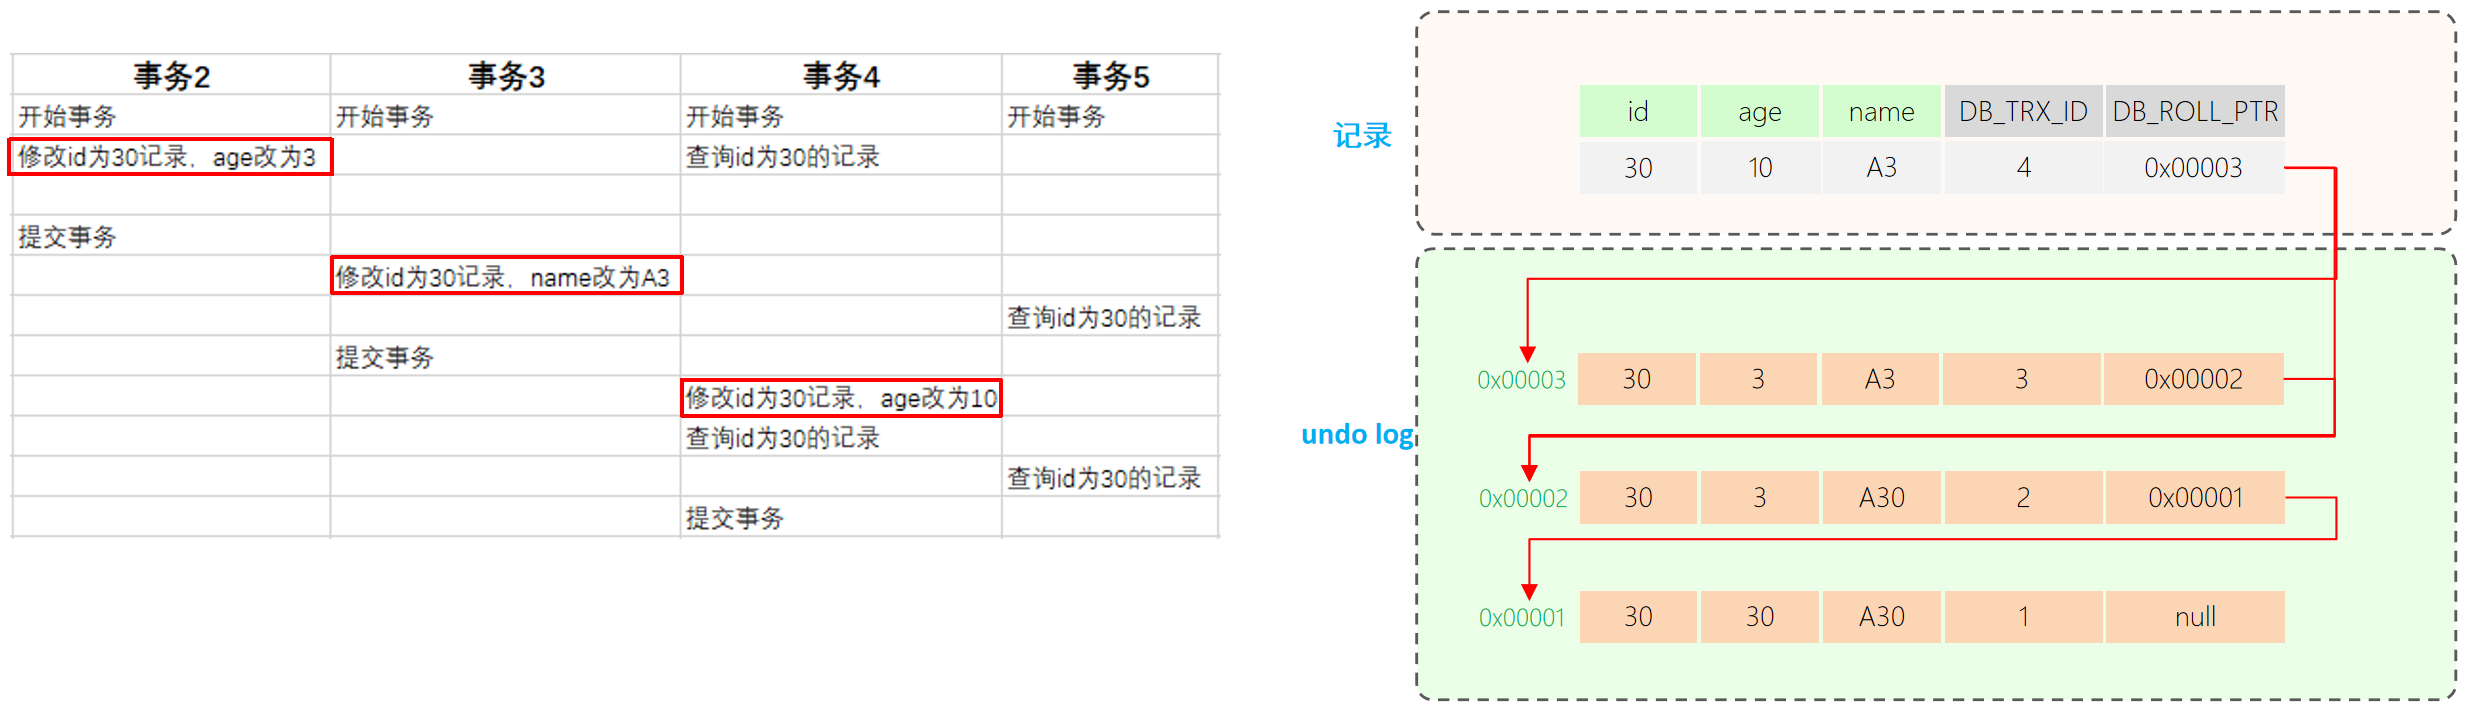 事务2 事务3 事务4 事务5
开始事务 开始事务 开始事务 开始事务
修改id为30记录，age改为3 查询id为30的记录
提交事务
修改id为30记录，name改为A3
查询id为30的记录
提交事务
修改id为30记录，age改为10
查询id为30的记录
查询id为30的记录
提交事务
记录
id age name DB_TRX_ID DB_ROLL_PTR
30 10 A3 4 0x00003
undo log
0x00003 30 3 A3 3 0x00002
0x00002 30 3 A30 2 0x00001
0x00001 30 30 A30 1 null